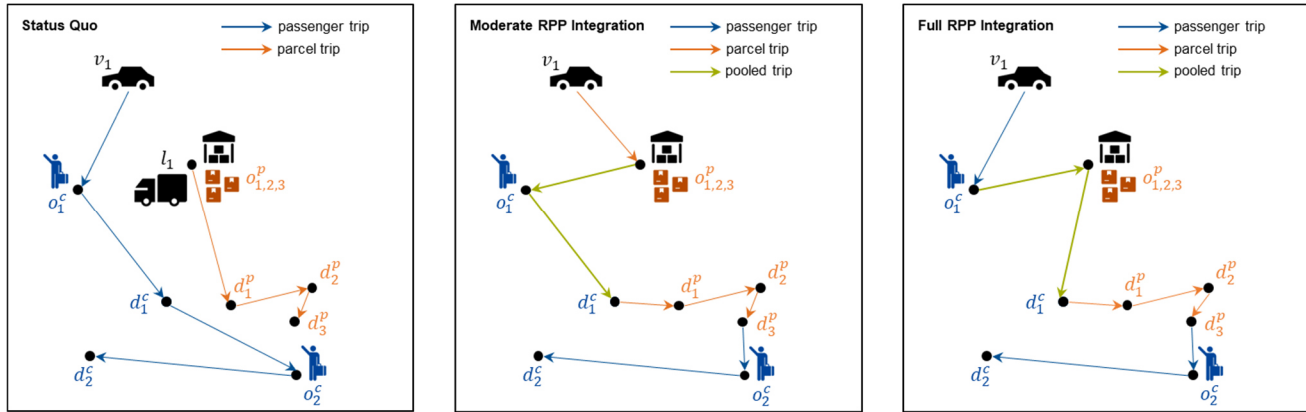 Status Quo
passenger trip
parcel trip
v₁
l₁
o₁,₂,₃ᵖ
o₁ᶜ
d₁ᶜ
d₁ᵖ
d₂ᵖ
d₃ᵖ
d₂ᶜ
o₂ᶜ
Moderate RPP Integration
passenger trip
parcel trip
pooled trip
v₁
o₁,₂,₃ᵖ
o₁ᶜ
d₁ᶜ
d₁ᵖ
d₂ᵖ
d₃ᵖ
d₂ᶜ
o₂ᶜ
Full RPP Integration
passenger trip
parcel trip
pooled trip
v₁
o₁,₂,₃ᵖ
o₁ᶜ
d₁ᶜ
d₁ᵖ
d₂ᵖ
d₃ᵖ
d₂ᶜ
o₂ᶜ